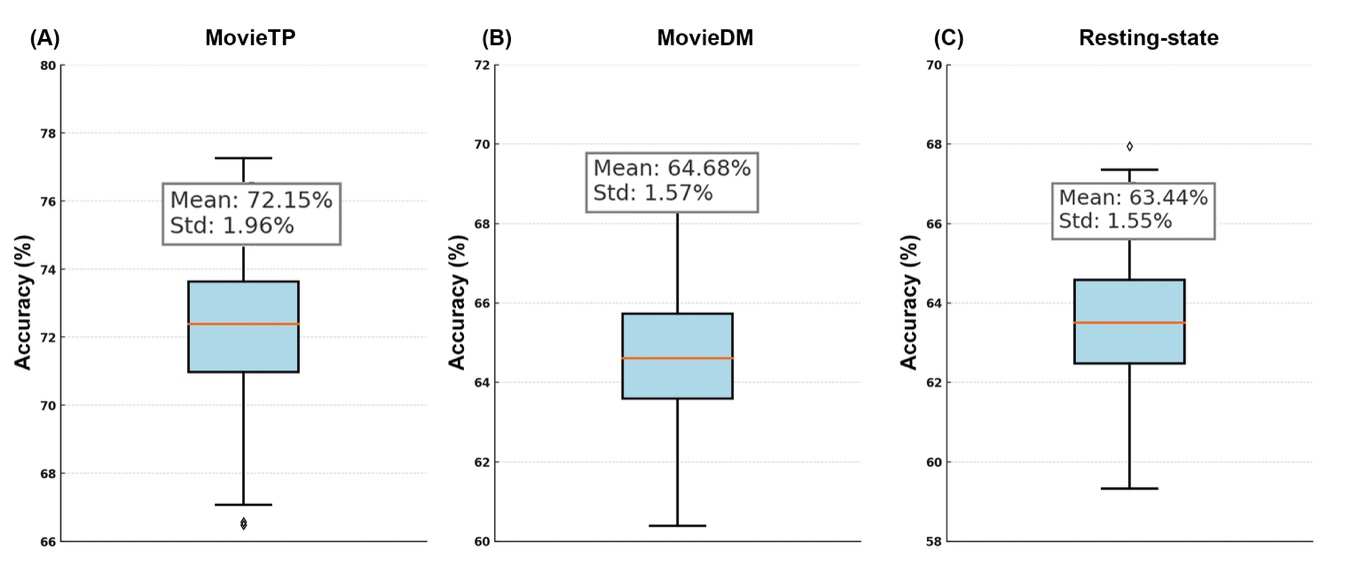 (A)
MovieTP
80
78
76
74
72
70
68
66
Accuracy (%)
Mean: 72.15%
Std: 1.96%
(B)
MovieDM
72
70
68
66
64
62
60
Accuracy (%)
Mean: 64.68%
Std: 1.57%
(C)
Resting-state
70
68
66
64
62
60
58
Accuracy (%)
Mean: 63.44%
Std: 1.55%